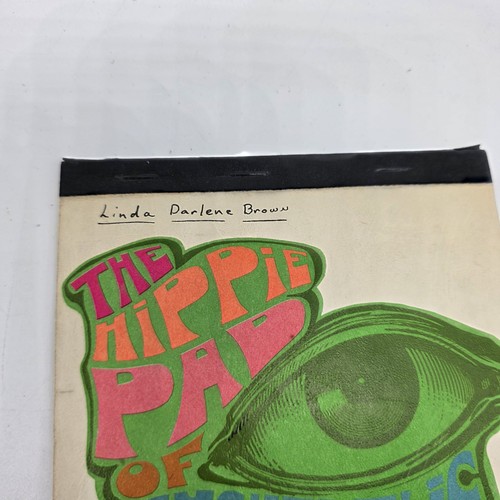 Linda Darlene Brown
THE
HIPPIE
PAD
OF